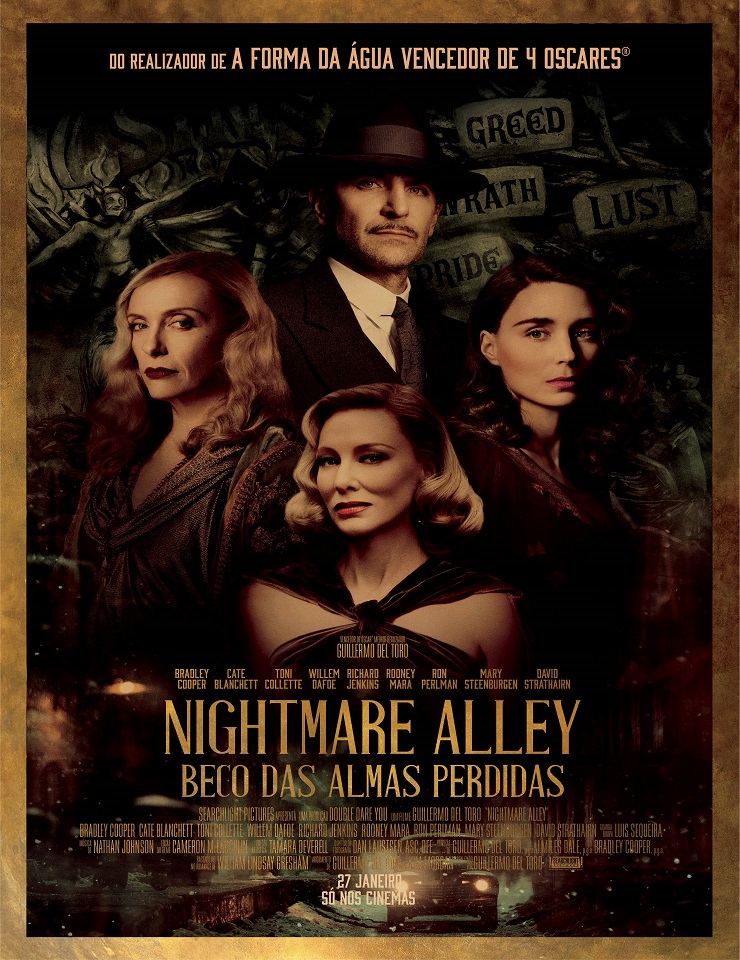 DO REALIZADOR DE A FORMA DA ÁGUA VENCEDOR DE 4 OSCARES®
GREED
WRATH
LUST
PRIDE
GUILLERMO DEL TORO
BRADLEY COOPER CATE BLANCHETT TONI COLLETTE WILLEM DAFOE RICHARD JENKINS ROONEY MARA RON PERLMAN MARY STEENBURGEN DAVID STRATHAIRN
NIGHTMARE ALLEY
BECO DAS ALMAS PERDIDAS
SEARCHLIGHT PICTURES APRESENTA DOUBLE DARE YOU GUILLERMO DEL TORO "NIGHTMARE ALLEY"
BRADLEY COOPER CATE BLANCHETT TONI COLLETTE WILLEM DAFOE RICHARD JENKINS ROONEY MARA RON PERLMAN MARY STEENBURGEN DAVID STRATHAIRN LUIS SEQUEIRA
NATHAN JOHNSON CAMERON TAMARA DEVERELL DAN LAUSTSEN GUILLERMO DEL TORO BRADLEY COOPER
WILLIAM LINDSAY GRESHAM GUILLERMO DEL TORO
27 JANEIRO
SÓ NOS CINEMAS